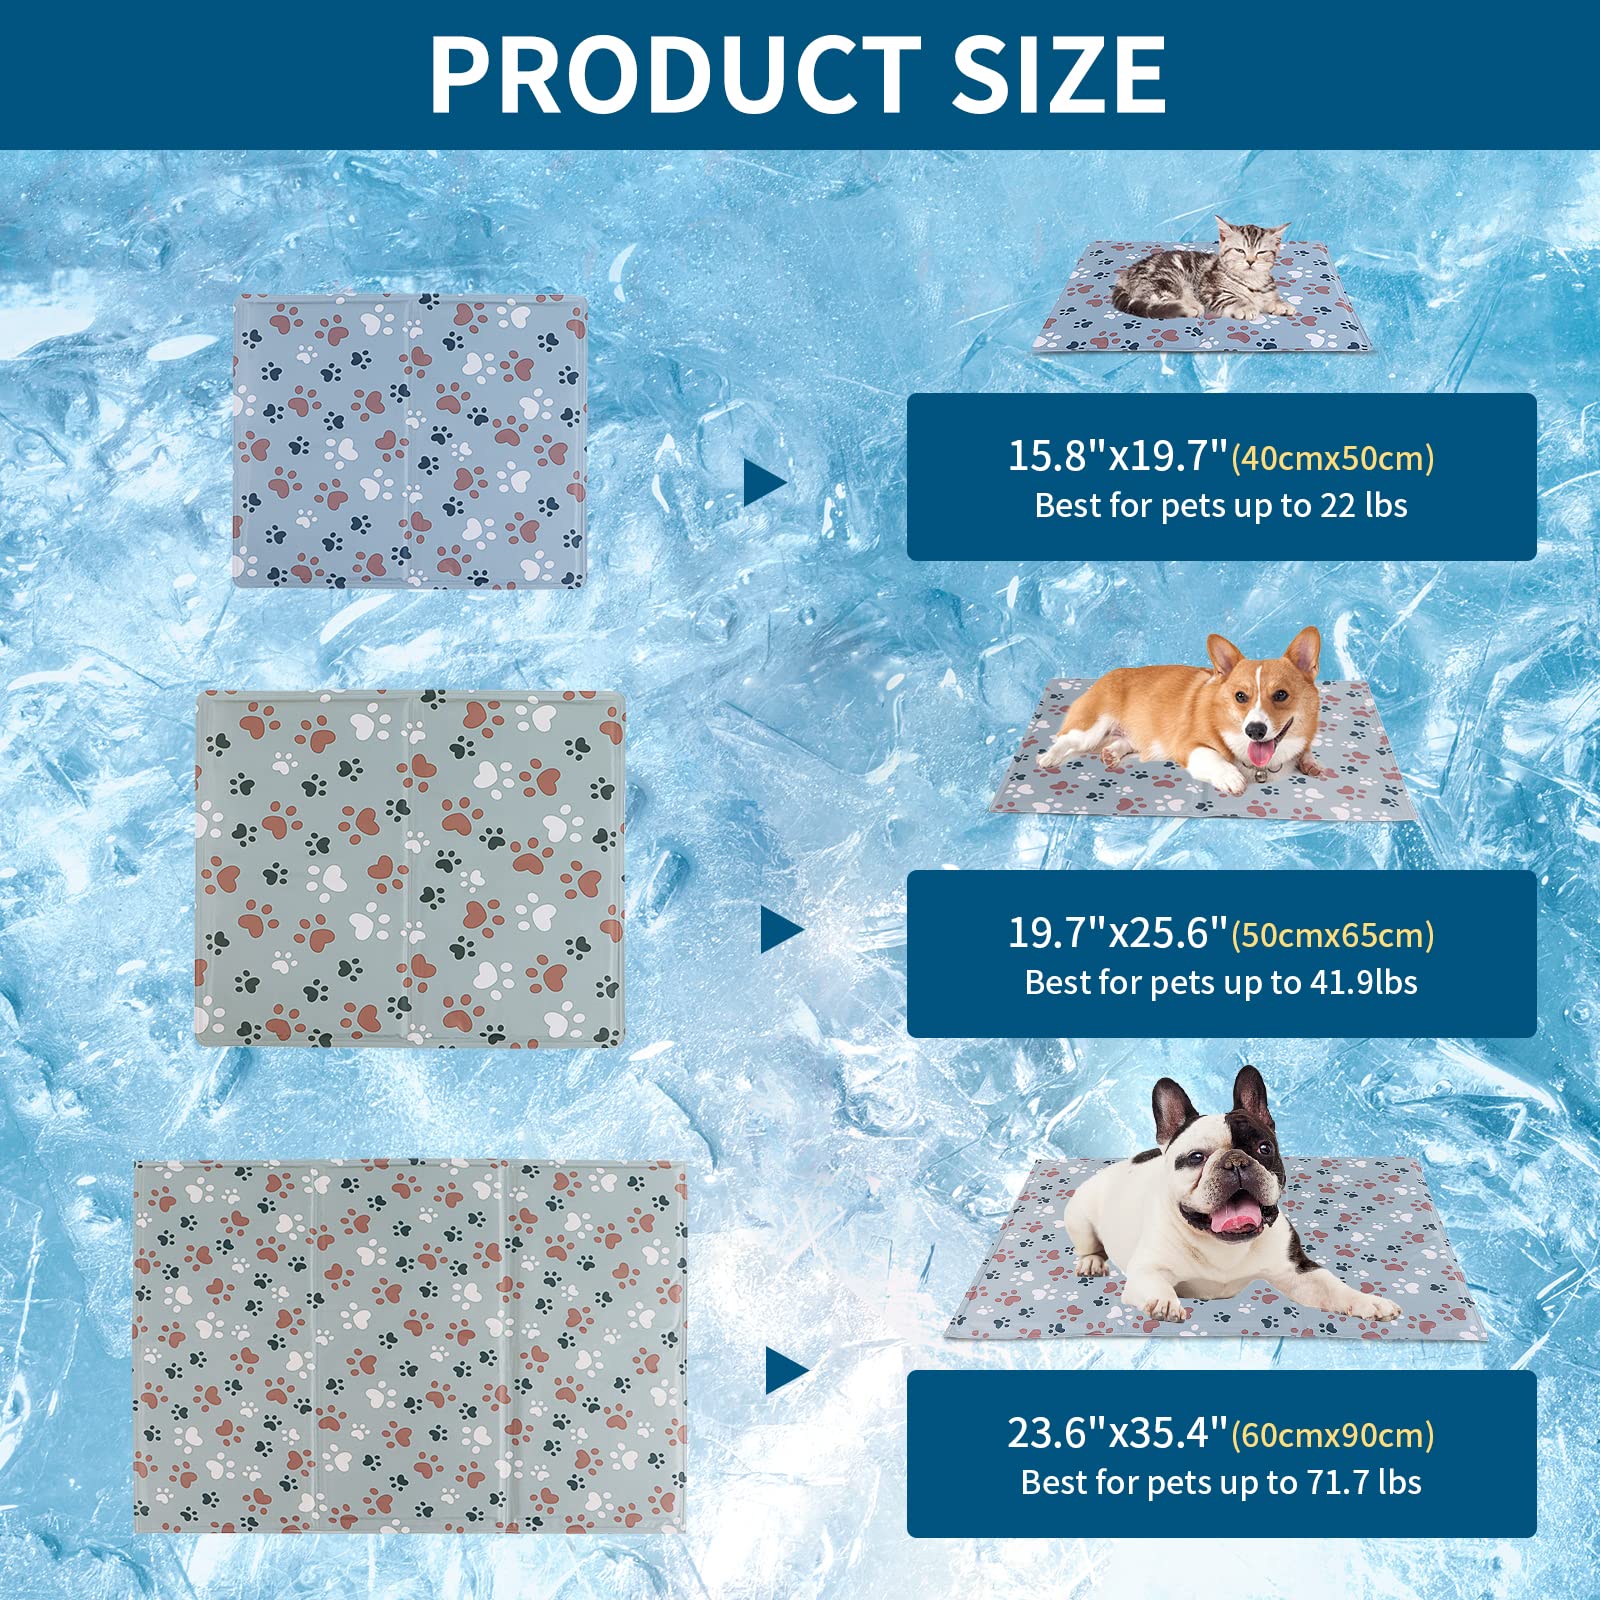 PRODUCT SIZE
15.8"x19.7"(40cmx50cm)
Best for pets up to 22 lbs
19.7"x25.6"(50cmx65cm)
Best for pets up to 41.9lbs
23.6"x35.4"(60cmx90cm)
Best for pets up to 71.7 lbs